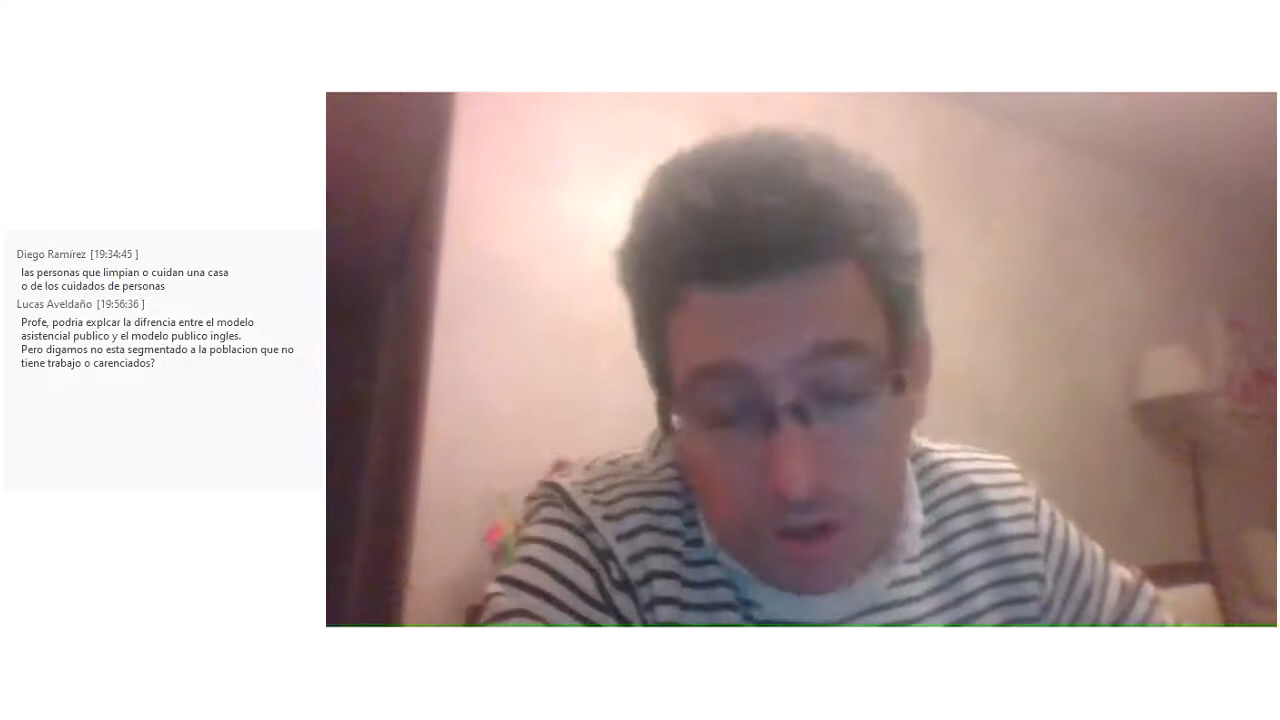 Diego Ramírez [19:34:45 ]
las personas que limpian o cuidan una casa
o de los cuidados de personas
Lucas Aveldaño [19:56:36 ]
Profe, podria explcar la difrencia entre el modelo
asistencial publico y el modelo publico ingles.
Pero digamos no esta segmentado a la poblacion que no
tiene trabajo o carenciados?